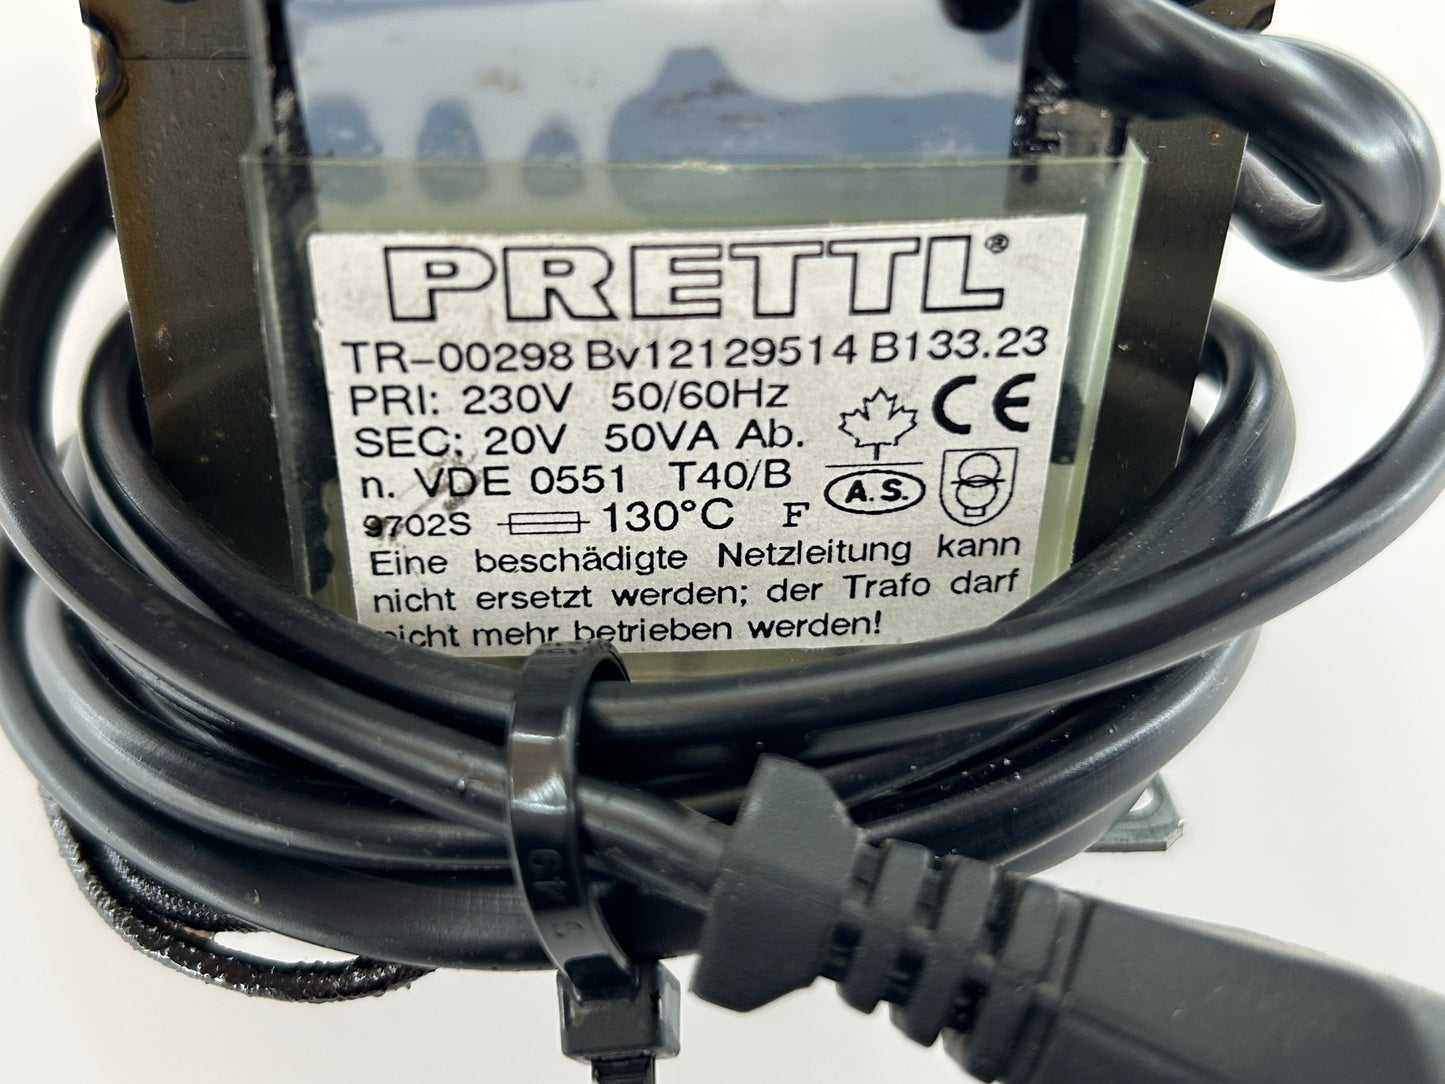 PRETTL®
TR-00298 Bv12129514 B133.23
PRI: 230V 50/60Hz
SEC: 20V 50VA Ab.
n. VDE 0551 T40/B
A.S.
CE
9702S 130°C F
Eine beschädigte Netzleitung kann
nicht ersetzt werden; der Trafo darf
nicht mehr betrieben werden!